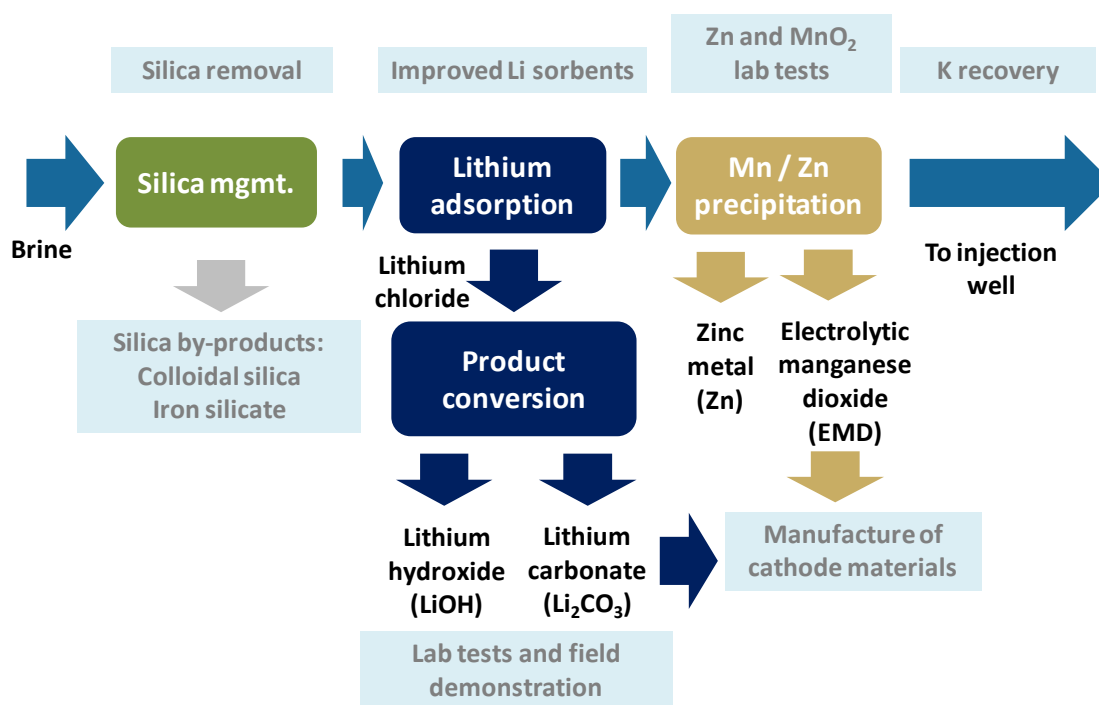 Silica removal
Improved Li sorbents
Zn and MnO₂
lab tests
K recovery
Brine
Silica mgmt.
Lithium
adsorption
Mn / Zn
precipitation
To injection
well
Silica by-products:
Colloidal silica
Iron silicate
Lithium
chloride
Product
conversion
Zinc
metal
(Zn)
Electrolytic
manganese
dioxide
(EMD)
Lithium
hydroxide
(LiOH)
Lithium
carbonate
(Li₂CO₃)
Manufacture of
cathode materials
Lab tests and field
demonstration